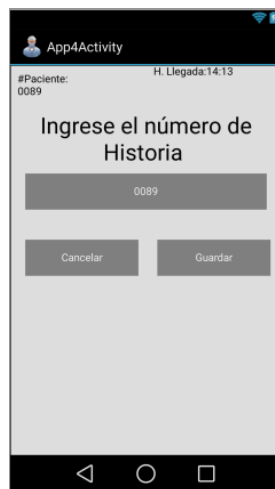 App4Activity
#Paciente:
0089
H. Llegada:14:13
Ingrese el número de
Historia
0089
Cancelar
Guardar